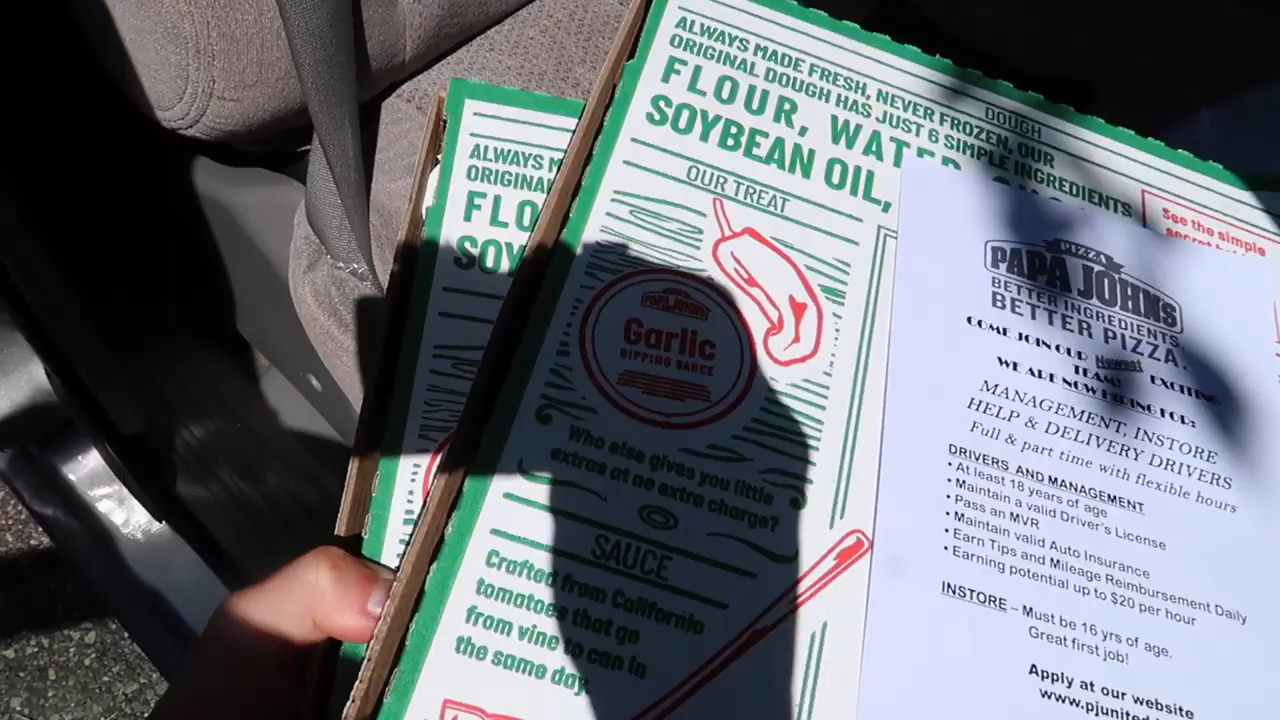 DOUGH
ALWAYS MADE FRESH, NEVER FROZEN, OUR
ORIGINAL DOUGH HAS JUST 6 SIMPLE INGREDIENTS
FLOUR, WATER,
SOYBEAN OIL,
OUR TREAT
PAPA JOHNS
Garlic
DIPPING SAUCE
Who else gives you little
extras at no extra charge?
SAUCE
Crafted from California
tomatoes that go
from vine to can in
the same day.
ALWAYS M
ORIGINA
FLO
SOY
See the simple
PIZZA
PAPA JOHNS
BETTER INGREDIENTS.
BETTER PIZZA.
COME JOIN OUR Newest EXCITING
TEAM!
WE ARE NOW HIRING FOR:
MANAGEMENT, INSTORE
HELP & DELIVERY DRIVERS
Full & part time with flexible hours
DRIVERS AND MANAGEMENT
• At least 18 years of age
• Maintain a valid Driver's License
• Pass an MVR
• Maintain valid Auto Insurance
• Earn Tips and Mileage Reimbursement Daily
• Earning potential up to $20 per hour
INSTORE – Must be 16 yrs of age.
Great first job!
Apply at our website
www.pjunited